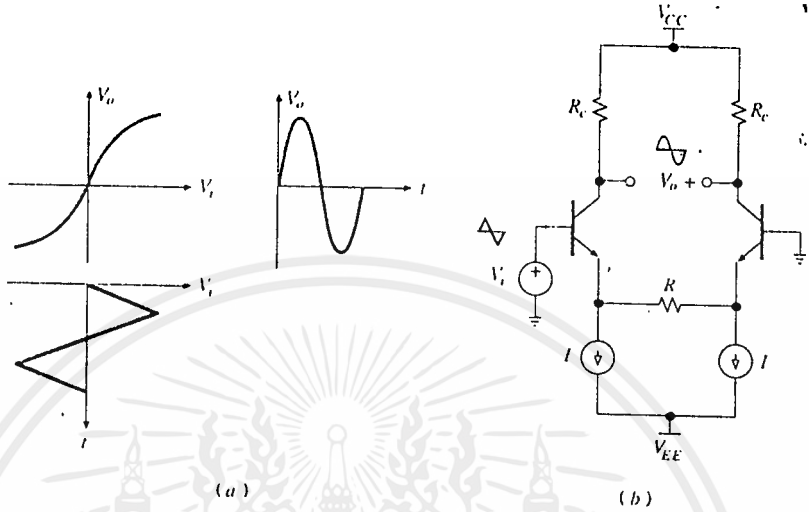 V_o
V_i
t
V_i
t
(a)
V_o
t
V_CC
R_c
R_c
V_o +
V_i
+
R
I
I
V_EE
(b)